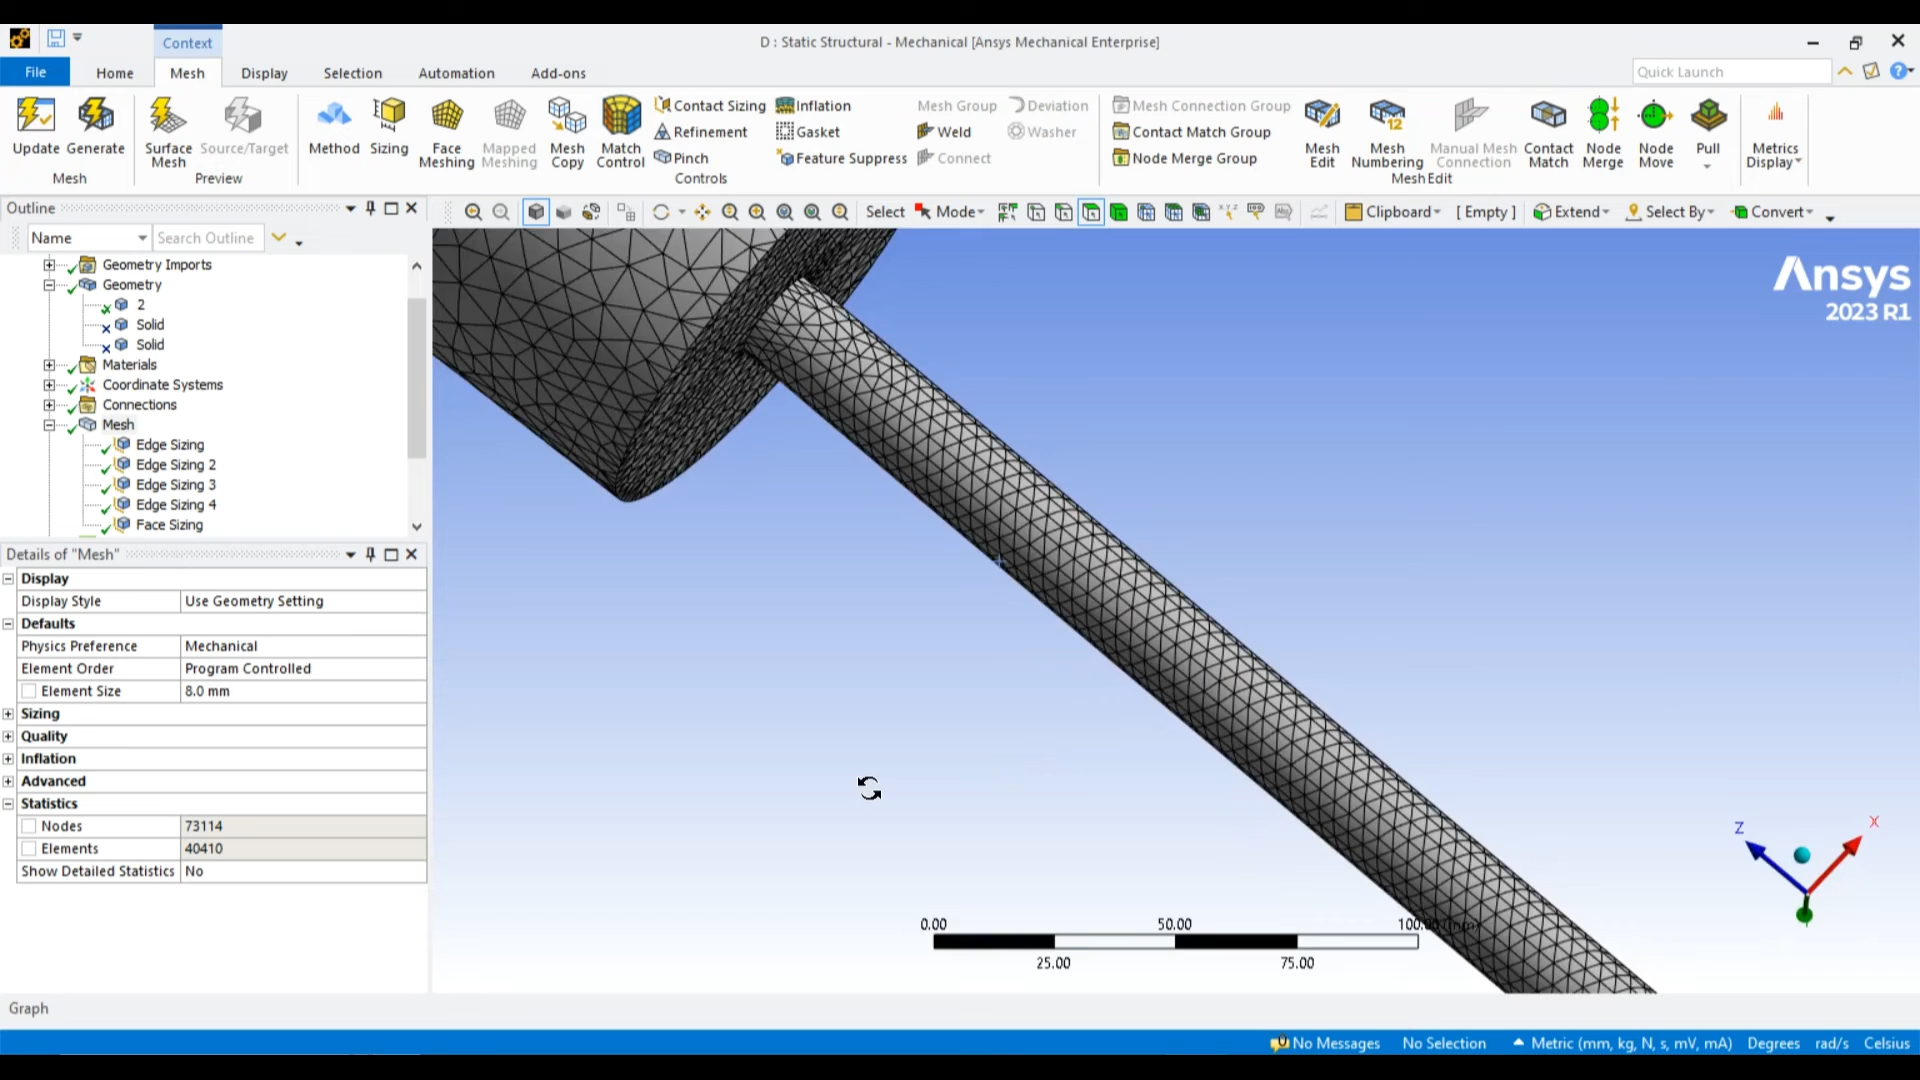 Context
D : Static Structural - Mechanical [Ansys Mechanical Enterprise]
File Home Mesh Display Selection Automation Add-ons
Quick Launch
Update Generate
Mesh
Surface Mesh
Source/Target
Preview
Method Sizing
Face Meshing
Mapped Meshing
Mesh Copy
Match Control
Contact Sizing
Refinement
Pinch
Inflation
Gasket
Feature Suppress
Controls
Mesh Group
Weld
Connect
Deviation
Washer
Mesh Connection Group
Contact Match Group
Node Merge Group
Mesh Edit
Mesh Numbering
Manual Mesh Connection
Contact Match
Node Merge
Node Move
Pull
Mesh Edit
Metrics Display
Outline
Select Mode Clipboard [ Empty ] Extend Select By Convert
Name
Search Outline
Geometry Imports
Geometry
2
Solid
Solid
Materials
Coordinate Systems
Connections
Mesh
Edge Sizing
Edge Sizing 2
Edge Sizing 3
Edge Sizing 4
Face Sizing
Details of "Mesh"
Display
Display Style Use Geometry Setting
Defaults
Physics Preference Mechanical
Element Order Program Controlled
Element Size 8.0 mm
Sizing
Quality
Inflation
Advanced
Statistics
Nodes 73114
Elements 40410
Show Detailed Statistics No
Ansys
2023 R1
Z X
0.00 50.00 100.00 (mm)
25.00 75.00
Graph
No Messages No Selection Metric (mm, kg, N, s, mV, mA) Degrees rad/s Celsius